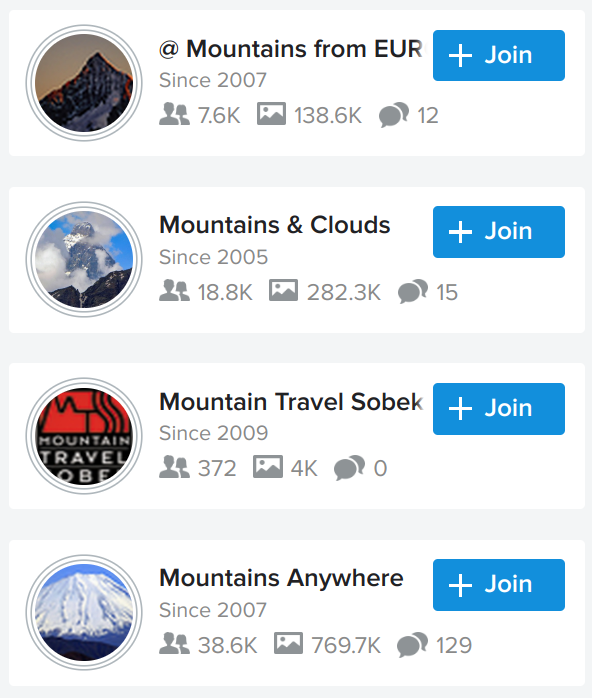 @ Mountains from EUR
Since 2007
7.6K 138.6K 12
+ Join
Mountains & Clouds
Since 2005
18.8K 282.3K 15
+ Join
MOUNTAIN
TRAVEL
OBE
Mountain Travel Sobek
Since 2009
372 4K 0
+ Join
Mountains Anywhere
Since 2007
38.6K 769.7K 129
+ Join